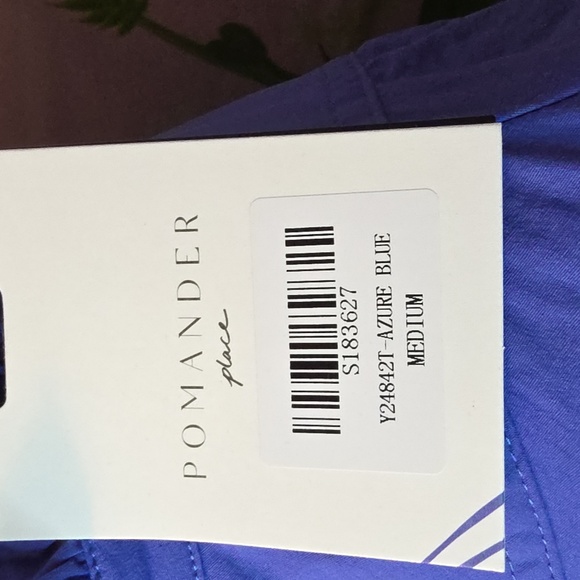 POMANDER
place
S183627
Y24842T-AZURE BLUE
MEDIUM